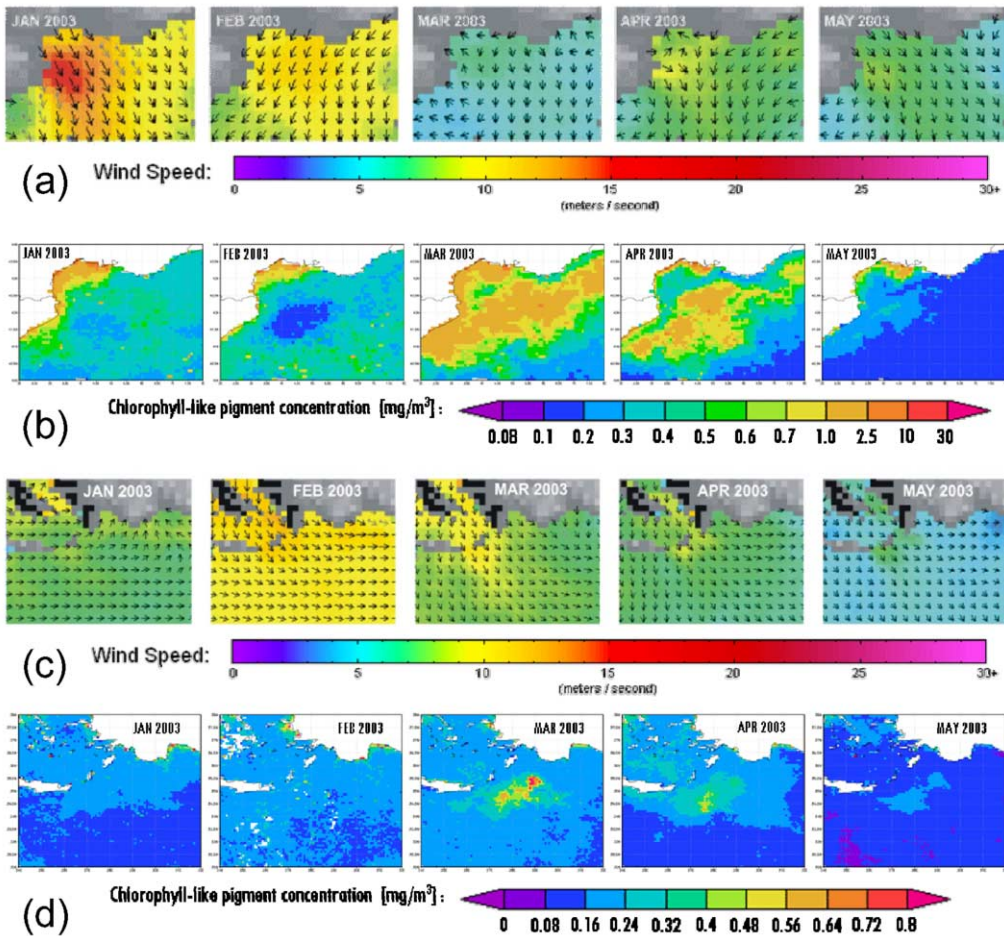 JAN 2003 FEB 2003 MAR 2003 APR 2003 MAY 2003
(a) Wind Speed:
0 5 10 15 20 25 30+
(meters / second)
JAN 2003 FEB 2003 MAR 2003 APR 2003 MAY 2003
(b) Chlorophyll-like pigment concentration [mg/m³] :
0.08 0.1 0.2 0.3 0.4 0.5 0.6 0.7 1.0 2.5 10 30
JAN 2003 FEB 2003 MAR 2003 APR 2003 MAY 2003
(c) Wind Speed:
0 5 10 15 20 25 30+
(meters / second)
JAN 2003 FEB 2003 MAR 2003 APR 2003 MAY 2003
(d) Chlorophyll-like pigment concentration [mg/m³] :
0 0.08 0.16 0.24 0.32 0.4 0.48 0.56 0.64 0.72 0.8